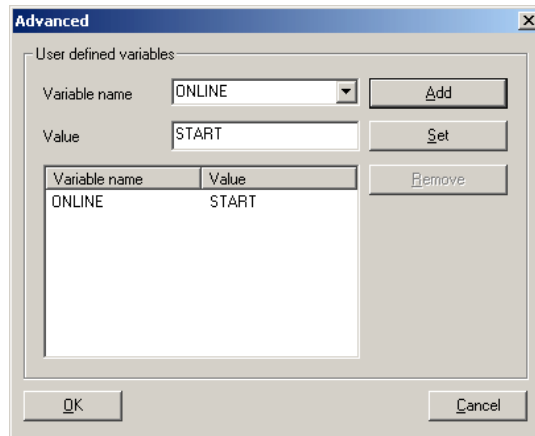 Advanced
User defined variables
Variable name ONLINE Add
Value START Set
Variable name Value Remove
ONLINE START
OK Cancel